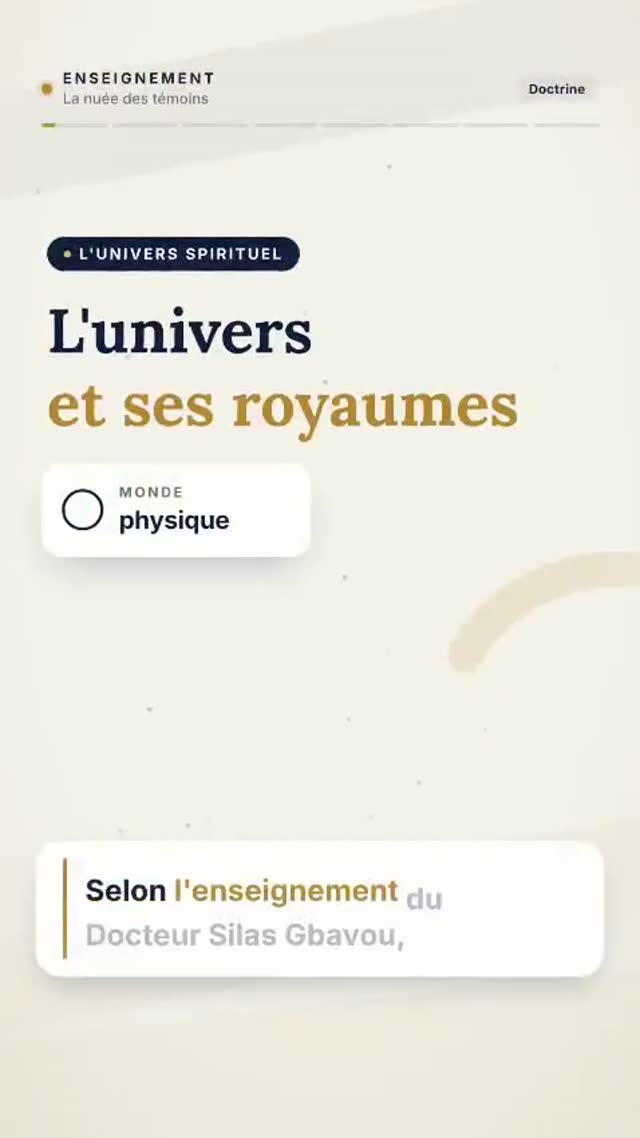 ENSEIGNEMENT
La nuée des témoins
Doctrine
L'UNIVERS SPIRITUEL
L'univers
et ses royaumes
MONDE
physique
Selon l'enseignement du
Docteur Silas Gbavou,